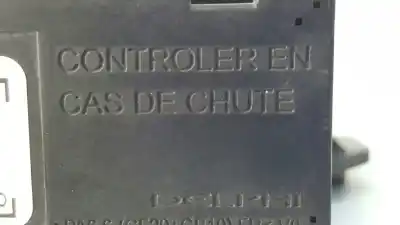 CONTROLER EN
CAS DE CHUTE
DELPHI